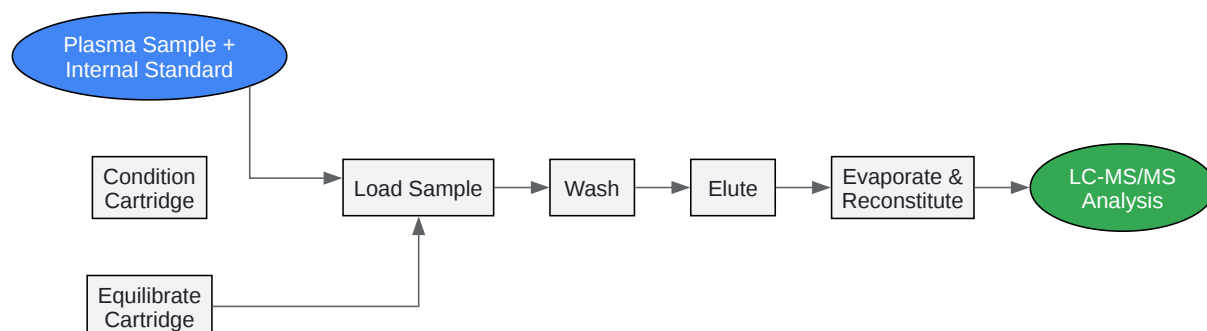 Plasma Sample +
Internal Standard
Condition
Cartridge
Load Sample
Wash
Elute
Evaporate &
Reconstitute
LC-MS/MS
Analysis
Equilibrate
Cartridge